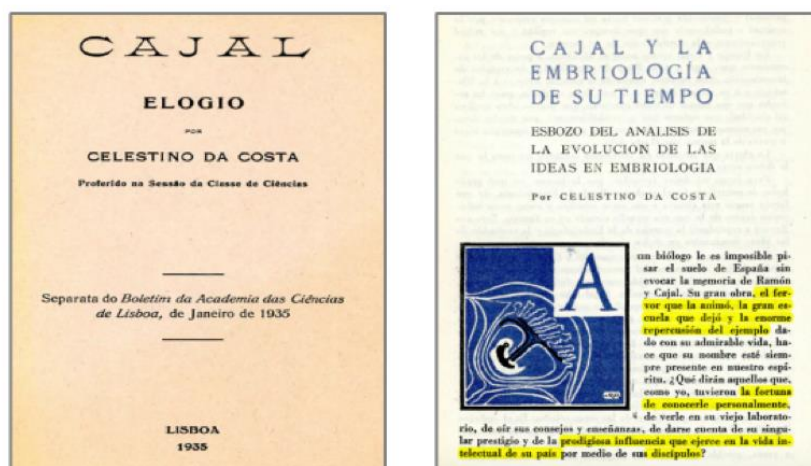 CAJAL
ELOGIO
POR
CELESTINO DA COSTA
Proferido na Sessão da Classe de Ciências
Separata do Boletim da Academia das Ciências
de Lisboa, de Janeiro de 1935
LISBOA
1935
CAJAL Y LA
EMBRIOLOGÍA
DE SU TIEMPO
ESBOZO DEL ANALISIS DE
LA EVOLUCION DE LAS
IDEAS EN EMBRIOLOGIA
Por CELESTINO DA COSTA
A
un biólogo le es imposible pi-
sar el suelo de España sin
evocar la memoria de Ramón
y Cajal. Su gran obra, el fer-
vor que la animó, la gran es-
cuela que dejó y la enorme
repercusión del ejemplo da-
do con su admirable vida, ha-
ce que su nombre esté siem-
pre presente en nuestro espí-
ritu. ¿Qué dirán aquellos que,
como yo, tuvieron la fortuna
de conocerle personalmente,
de verle en su viejo laborato-
rio, de oír sus consejos y enseñanzas, de darse cuenta de su singu-
lar prestigio y de la prodigiosa influencia que ejerce en la vida in-
telectual de su país por medio de sus discípulos?